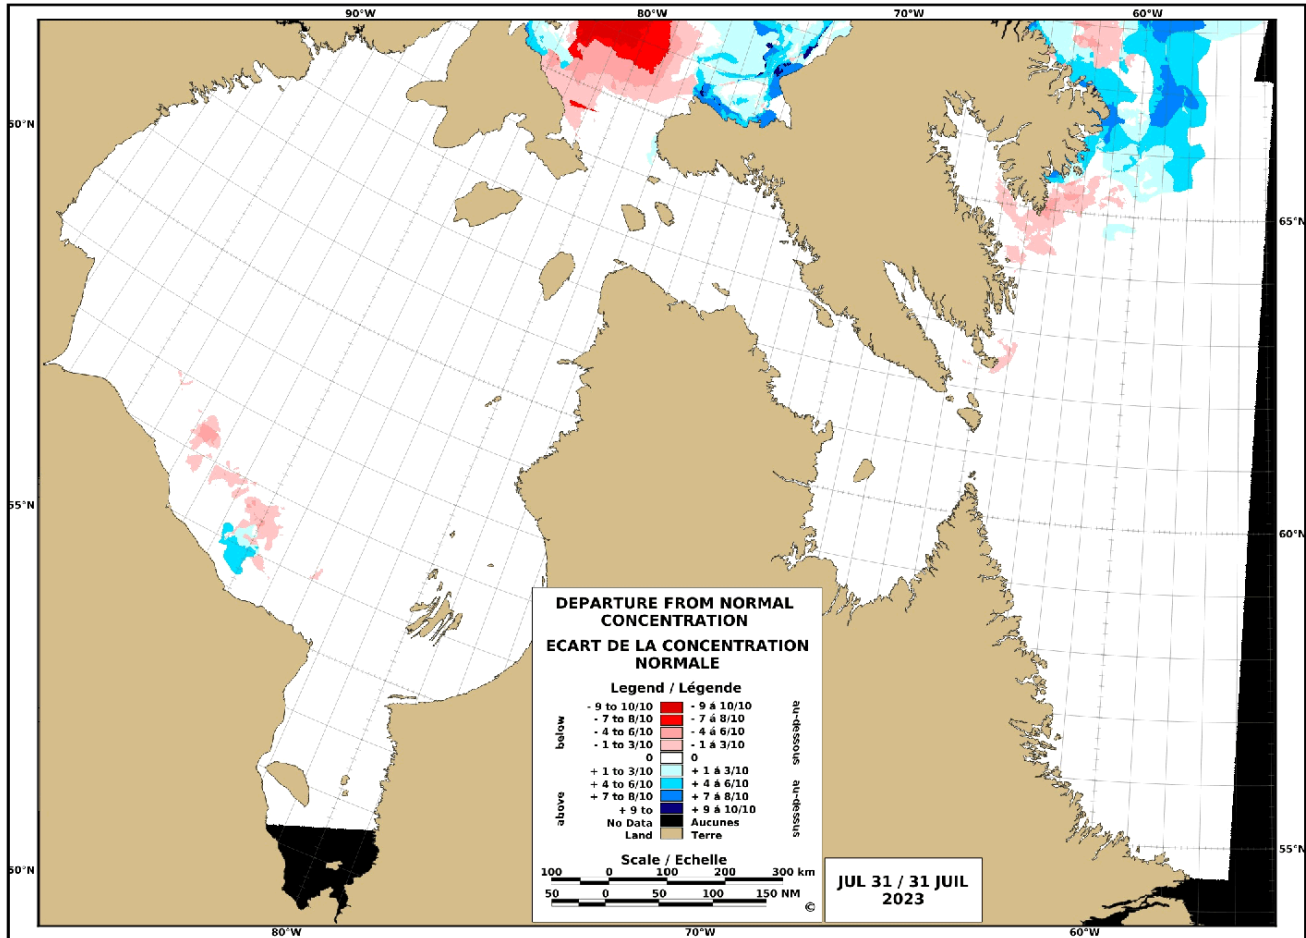 90°W 80°W 70°W 60°W
60°N
65°N
55°N
60°N
DEPARTURE FROM NORMAL
CONCENTRATION
ECART DE LA CONCENTRATION
NORMALE
Legend / Légende
below
au-dessous
- 9 to 10/10 - 9 á 10/10
- 7 to 8/10 - 7 á 8/10
- 4 to 6/10 - 4 á 6/10
- 1 to 3/10 - 1 á 3/10
0 0
above
au-dessus
+ 1 to 3/10 + 1 á 3/10
+ 4 to 6/10 + 4 á 6/10
+ 7 to 8/10 + 7 á 8/10
+ 9 to + 9 á 10/10
No Data Aucunes
Land Terre
Scale / Echelle
100 0 100 200 300 km
50 0 50 100 150 NM
©
JUL 31 / 31 JUIL
2023
55°N
50°N
80°W 70°W 60°W